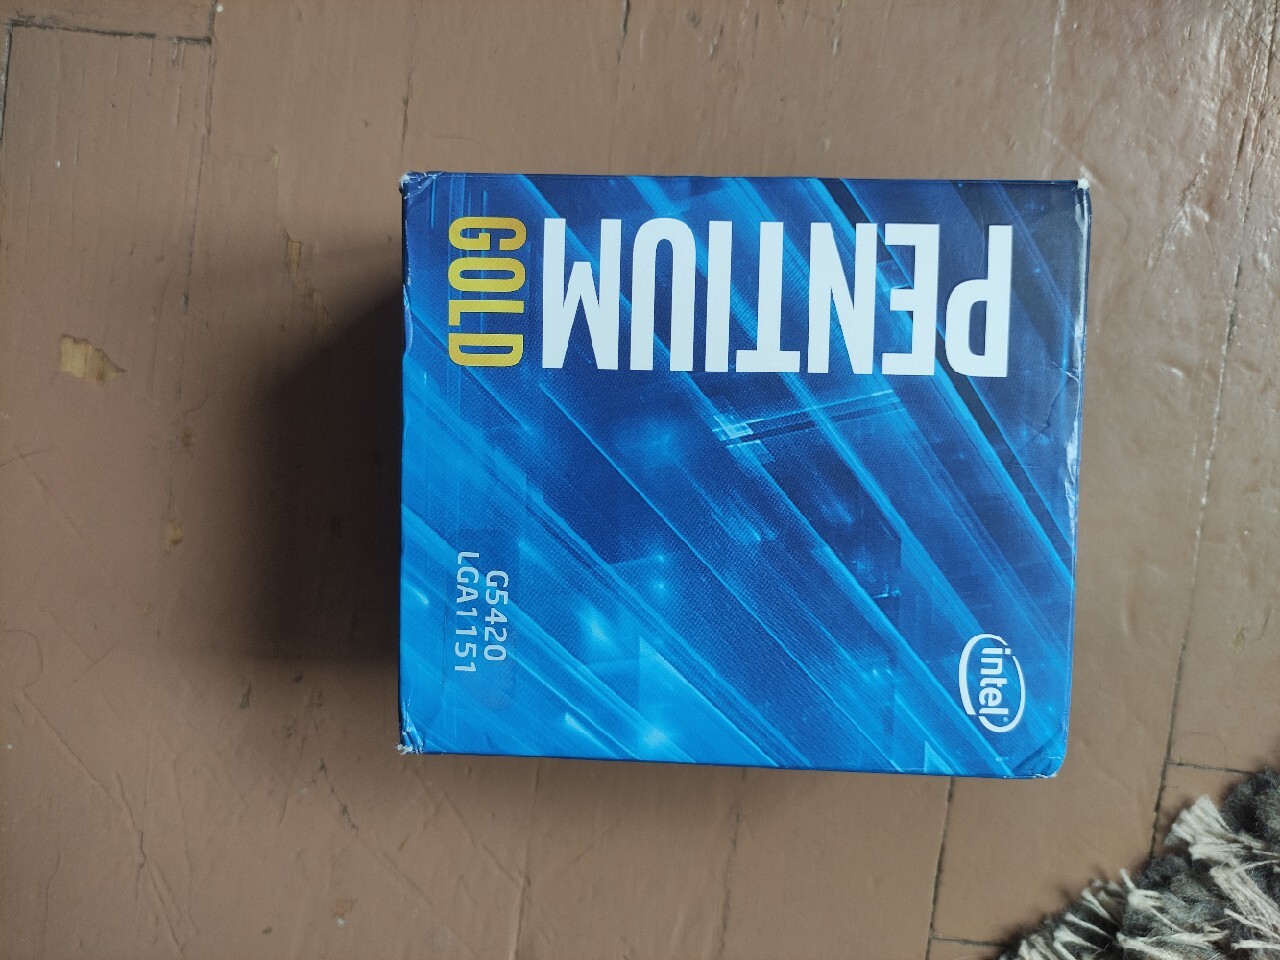 PENTIUM
GOLD
G5420
LGA1151
intel